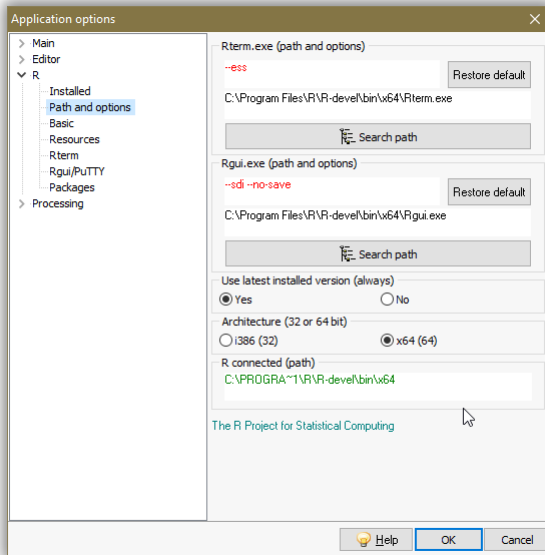 Application options
Main
Editor
R
Installed
Path and options
Basic
Resources
Rterm
Rgui/PuTTY
Packages
Processing
Rterm.exe (path and options)
--ess
Restore default
C:\Program Files\R\R-devel\bin\x64\Rterm.exe
Search path
Rgui.exe (path and options)
--sdi --no-save
Restore default
C:\Program Files\R\R-devel\bin\x64\Rgui.exe
Search path
Use latest installed version (always)
Yes No
Architecture (32 or 64 bit)
i386 (32) x64 (64)
R connected (path)
C:\PROGRA~1\R\R-devel\bin\x64
The R Project for Statistical Computing
Help OK Cancel